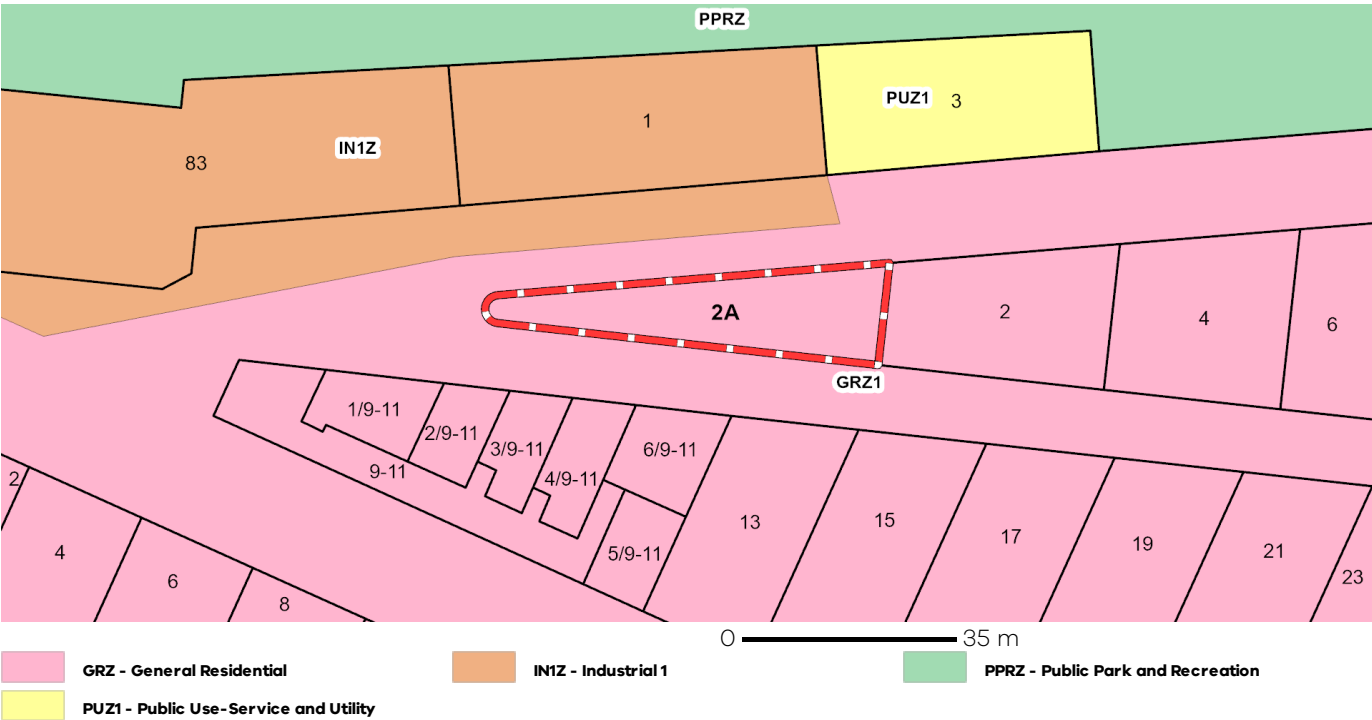 PPRZ
PUZ1 3
1
IN1Z
83
2A
2
4
6
GRZ1
1/9-11
2/9-11
3/9-11
4/9-11
6/9-11
9-11
5/9-11
13
15
17
19
21
23
2
4
6
8
0 35 m
GRZ - General Residential
IN1Z - Industrial 1
PPRZ - Public Park and Recreation
PUZ1 - Public Use-Service and Utility